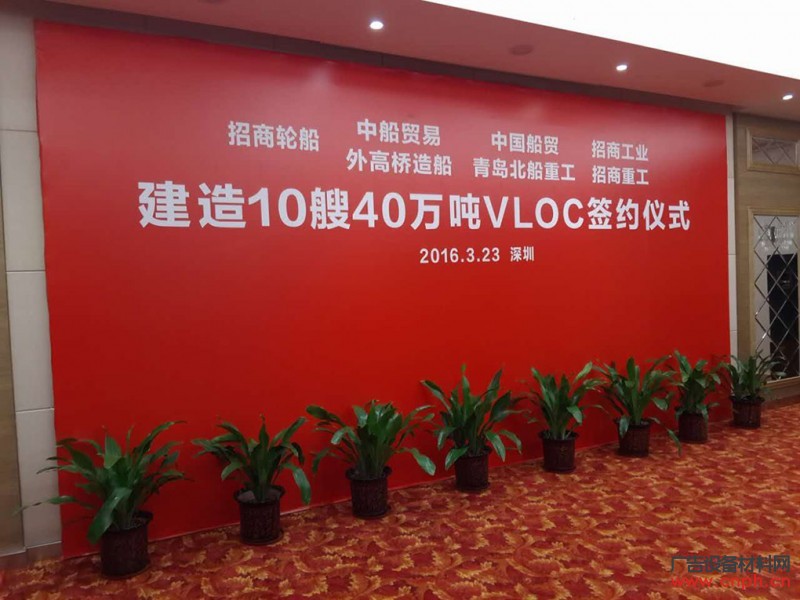 招商轮船 中船贸易 中国船贸 招商工业
外高桥造船 青岛北船重工 招商重工
建造10艘40万吨VLOC签约仪式
2016.3.23 深圳
广告设备材料网